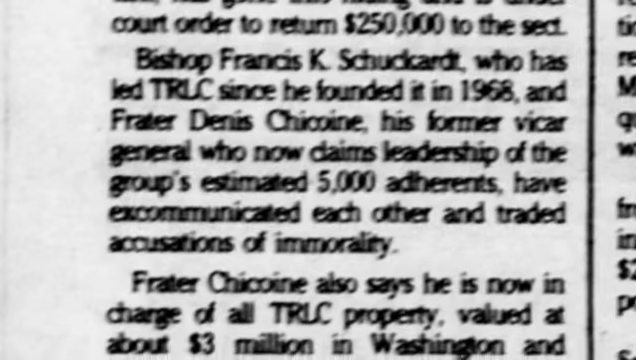 court order to return $250,000 to the sect.
Bishop Francis K. Schuckardt, who has
led TRLC since he founded it in 1968, and
Frater Denis Chicoine, his former vicar
general who now claims leadership of the
group's estimated 5,000 adherents, have
excommunicated each other and traded
accusations of immorality.
Frater Chicoine also says he is now in
charge of all TRLC property, valued at
about $3 million in Washington and